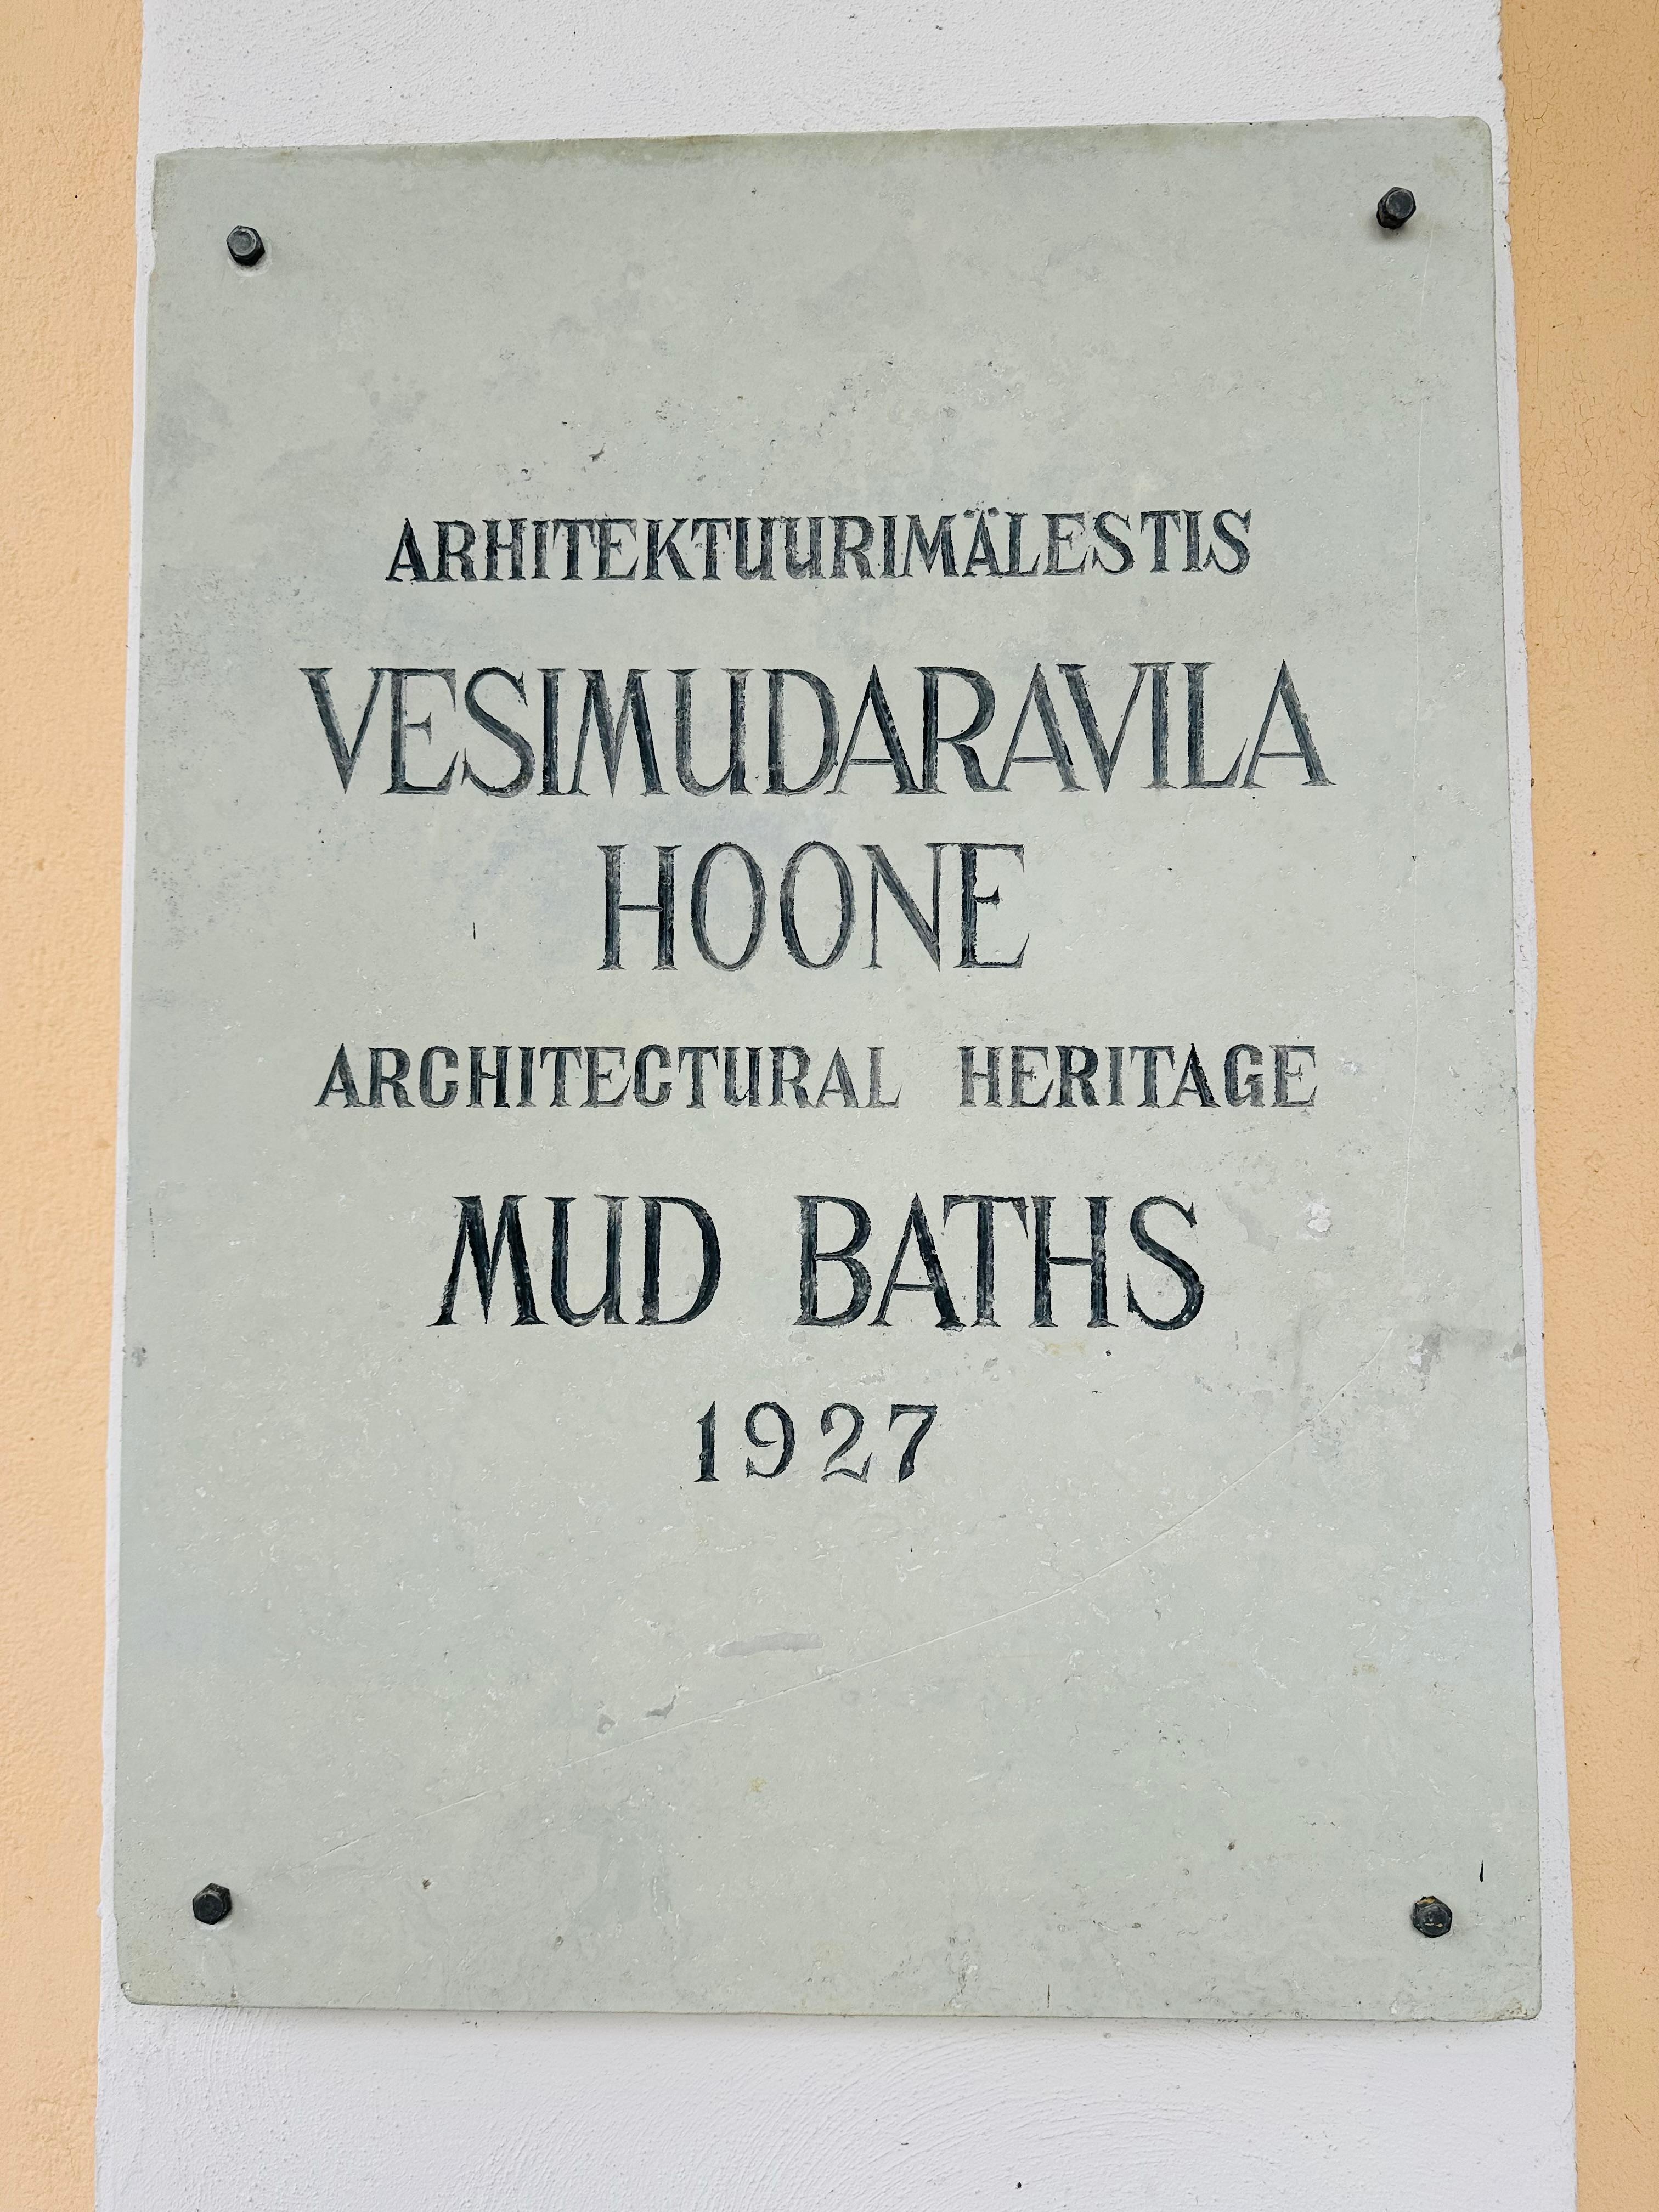 ARHITEKTUURIMÄLESTIS
VESIMUDARAVILA
HOONE
ARCHITECTURAL HERITAGE
MUD BATHS
1927